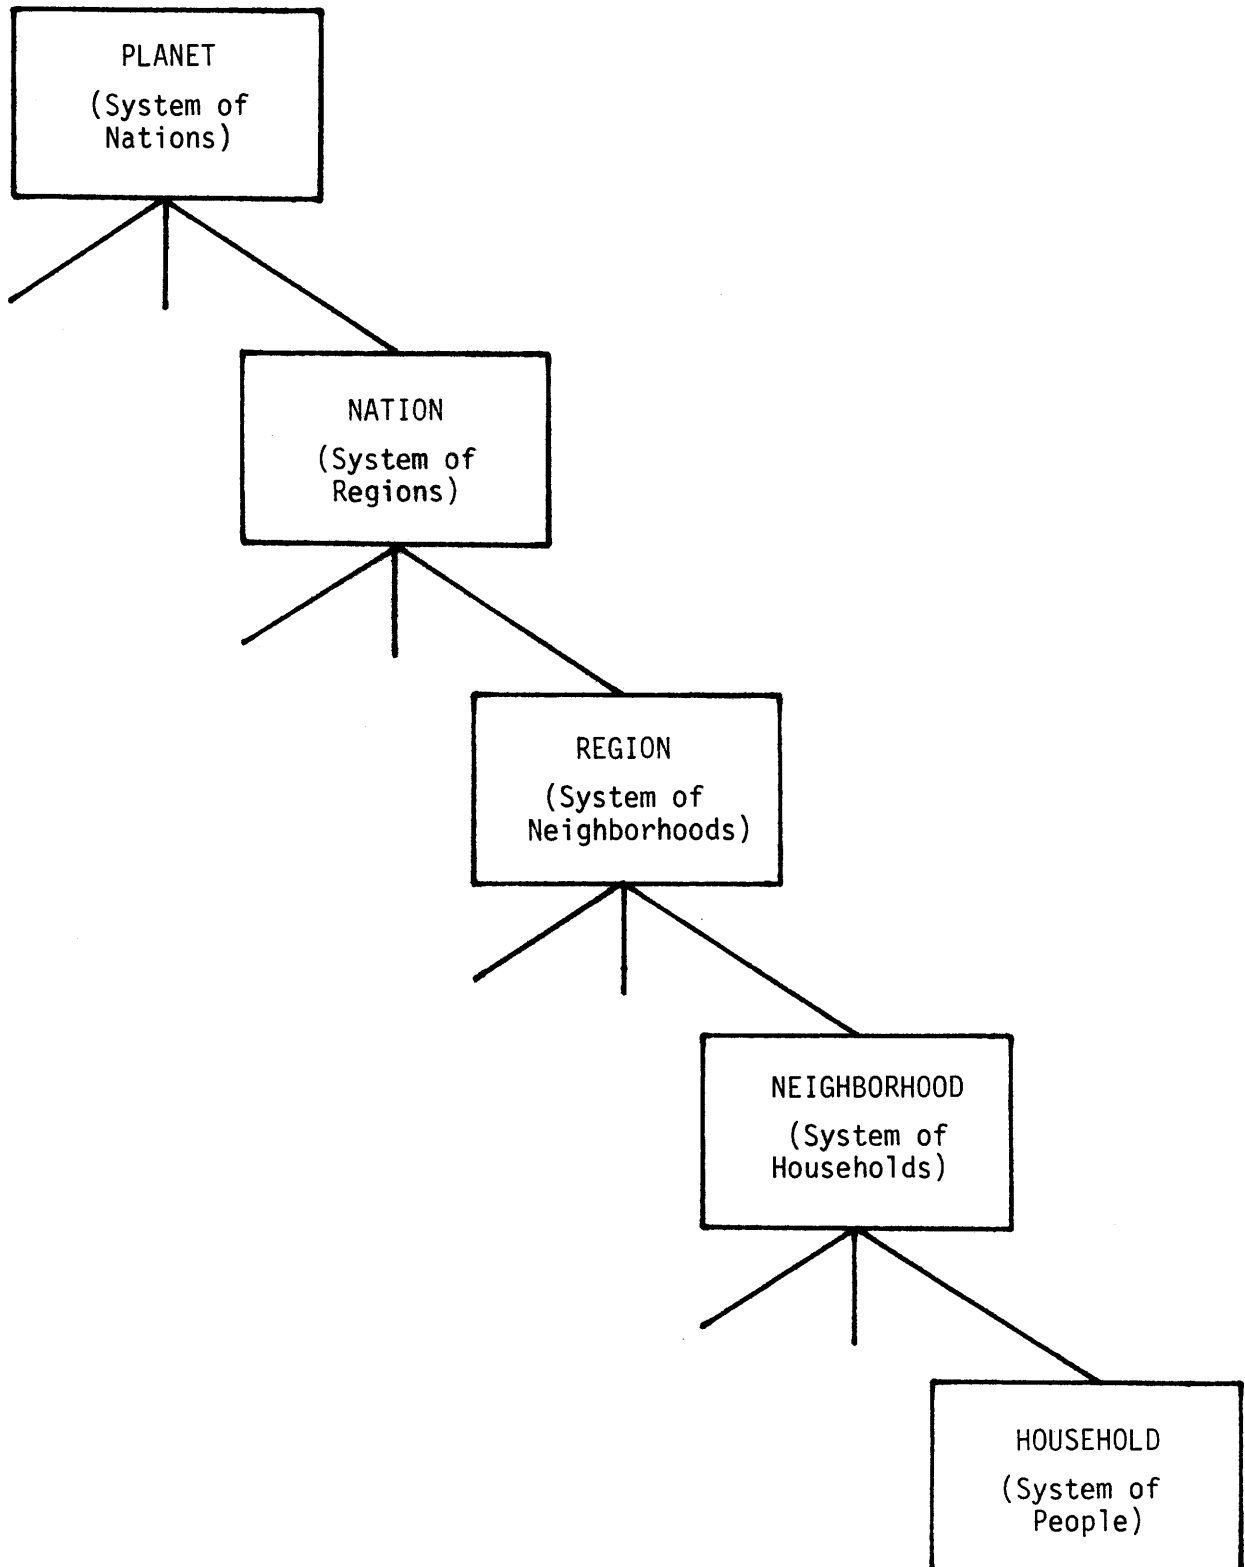 PLANET
(System of
Nations)
NATION
(System of
Regions)
REGION
(System of
Neighborhoods)
NEIGHBORHOOD
(System of
Households)
HOUSEHOLD
(System of
People)